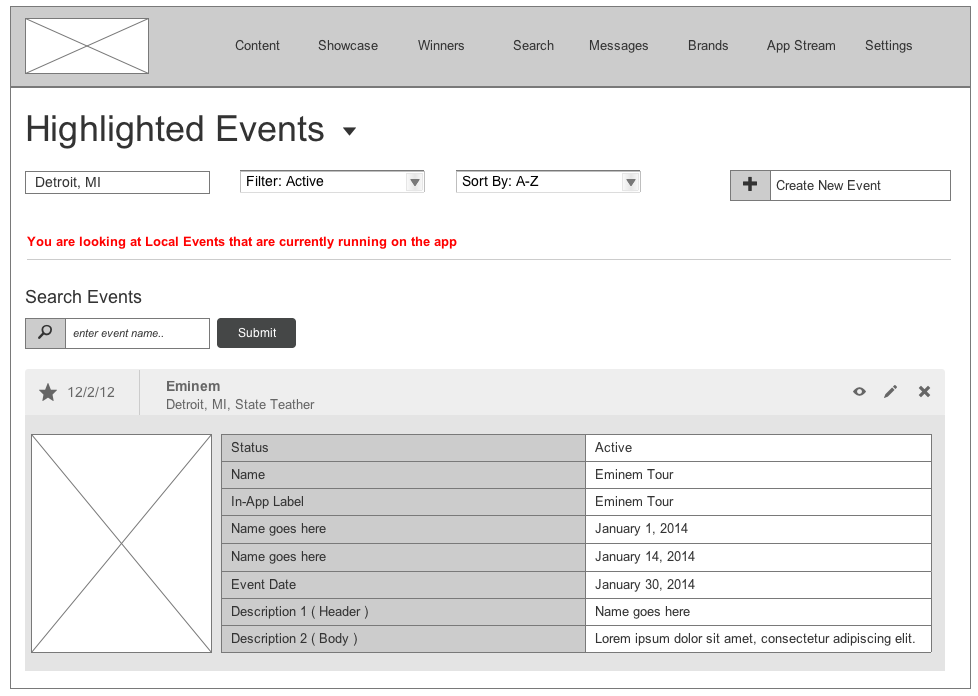 Content Showcase Winners Search Messages Brands App Stream Settings
Highlighted Events
Detroit, MI Filter: Active Sort By: A-Z Create New Event
You are looking at Local Events that are currently running on the app
Search Events
enter event name.. Submit
12/2/12 Eminem
Detroit, MI, State Teather
Status Active
Name Eminem Tour
In-App Label Eminem Tour
Name goes here January 1, 2014
Name goes here January 14, 2014
Event Date January 30, 2014
Description 1 ( Header ) Name goes here
Description 2 ( Body ) Lorem ipsum dolor sit amet, consectetur adipiscing elit.